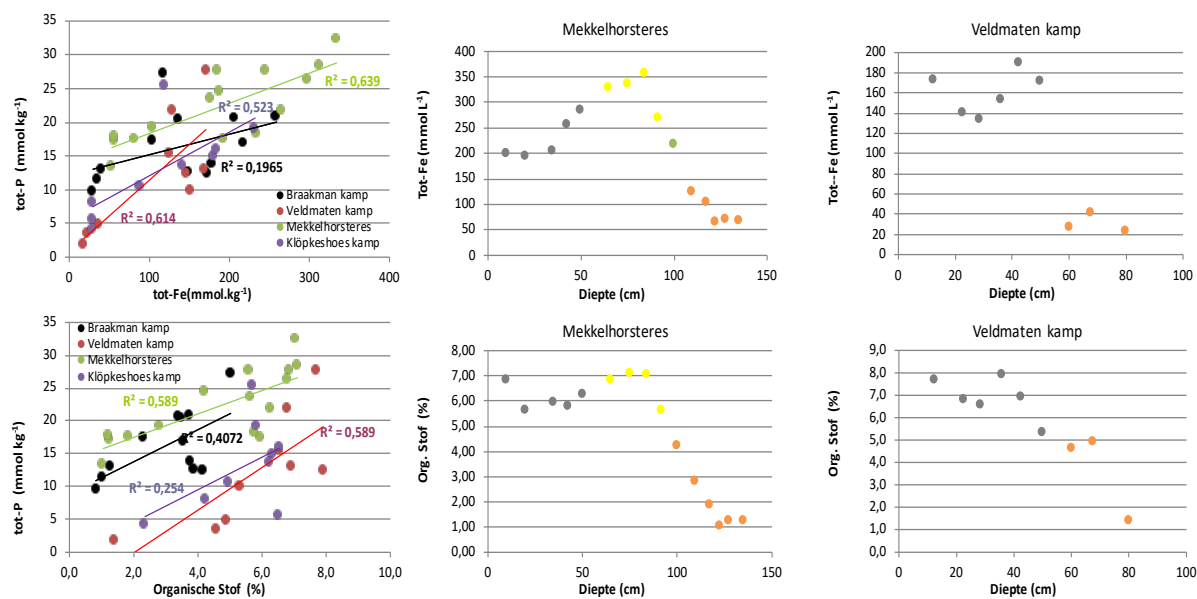 Mekkelhorsteres
Veldmaten kamp
tot-P (mmol kg⁻¹)
35
30
25
20
15
10
5
0
R² = 0,639
R² = 0,523
R² = 0,1965
R² = 0,614
Braakman kamp
Veldmaten kamp
Mekkelhorsteres
Klöpkeshoes kamp
0 100 200 300 400
tot-Fe(mmol.kg⁻¹)
Tot-Fe (mmol L⁻¹)
400
350
300
250
200
150
100
50
0
0 50 100 150
Diepte (cm)
Tot--Fe (mmol L⁻¹)
200
180
160
140
120
100
80
60
40
20
0
0 20 40 60 80 100
Diepte (cm)
tot-P (mmol kg⁻¹)
35
30
25
20
15
10
5
0
Braakman kamp
Veldmaten kamp
Mekkelhorsteres
Klöpkeshoes kamp
R² = 0,589
R² = 0,4072
R² = 0,589
R² = 0,254
0,0 2,0 4,0 6,0 8,0 10,0
Organische Stof (%)
Mekkelhorsteres
Org. Stof (%)
8,00
7,00
6,00
5,00
4,00
3,00
2,00
1,00
0,00
0 50 100 150
Diepte (cm)
Veldmaten kamp
Org. Stof (%)
9,0
8,0
7,0
6,0
5,0
4,0
3,0
2,0
1,0
0,0
0 20 40 60 80 100
Diepte (cm)